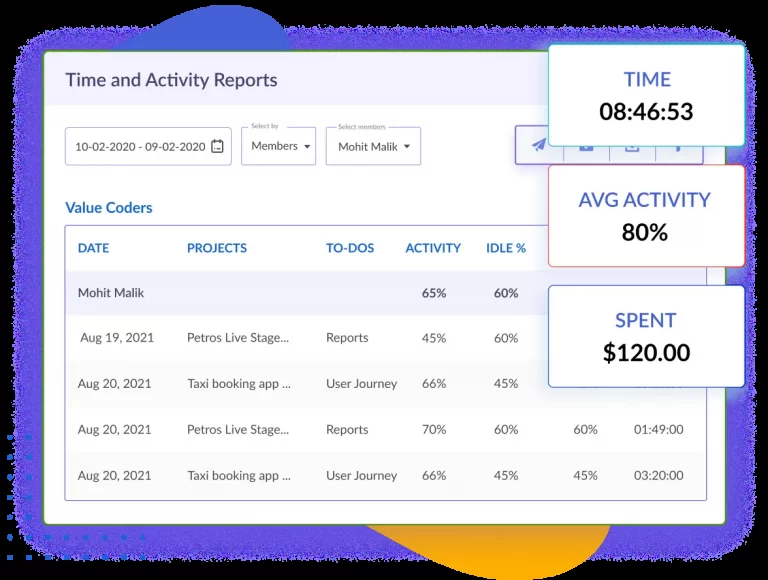 Time and Activity Reports
TIME
08:46:53
Select by
Select members
10-02-2020 - 09-02-2020
Members
Mohit Malik
AVG ACTIVITY
80%
Value Coders
DATE PROJECTS TO-DOS ACTIVITY IDLE %
Mohit Malik 65% 60%
SPENT
$120.00
Aug 19, 2021 Petros Live Stage... Reports 45% 60%
Aug 20, 2021 Taxi booking app ... User Journey 66% 45%
Aug 20, 2021 Petros Live Stage... Reports 70% 60% 60% 01:49:00
Aug 20, 2021 Taxi booking app ... User Journey 66% 45% 45% 03:20:00